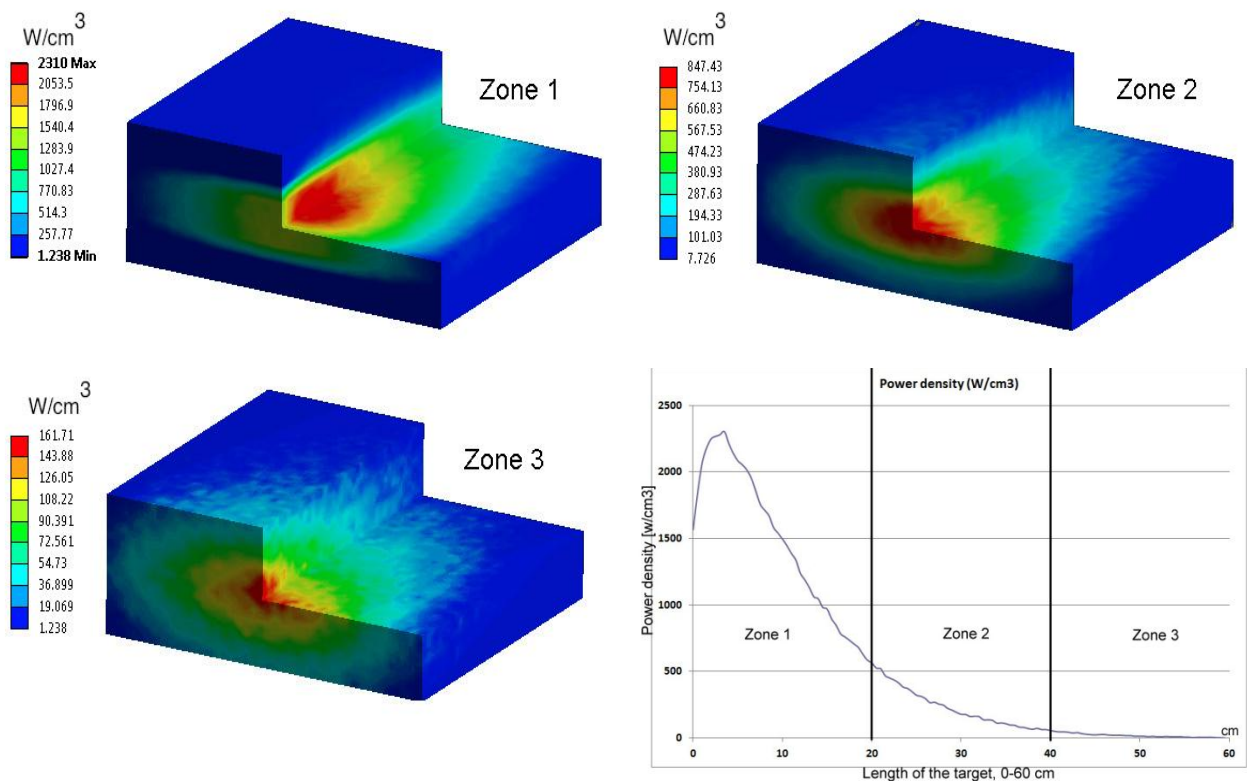 W/cm3
2310 Max
2053.5
1796.9
1540.4
1283.9
1027.4
770.83
514.3
257.77
1.238 Min
Zone 1
W/cm3
847.43
754.13
660.83
567.53
474.23
380.93
287.63
194.33
101.03
7.726
Zone 2
W/cm3
161.71
143.88
126.05
108.22
90.391
72.561
54.73
36.899
19.069
1.238
Zone 3
Power density (W/cm3)
Power density [w/cm3]
2500
2000
1500
1000
500
0
Zone 1
Zone 2
Zone 3
cm
0 10 20 30 40 50 60
Length of the target, 0-60 cm